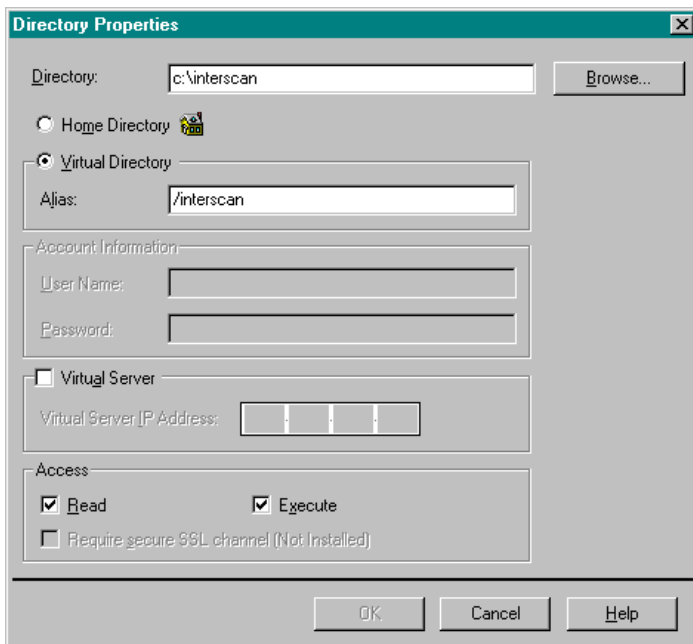 Directory Properties
Directory: c:\interscan Browse...
Home Directory
Virtual Directory
Alias: /interscan
Account Information
User Name:
Password:
Virtual Server
Virtual Server IP Address: . . .
Access
Read Execute
Require secure SSL channel (Not Installed)
OK Cancel Help